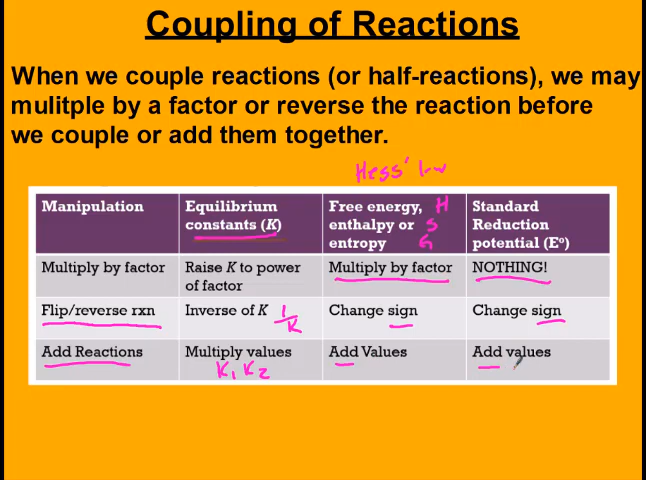 Coupling of Reactions
When we couple reactions (or half-reactions), we may
mulitple by a factor or reverse the reaction before
we couple or add them together.
Hess' law
Manipulation
Equilibrium
constants (K)
Free energy, H
enthalpy or S
entropy G
Standard
Reduction
potential (Eº)
Multiply by factor
Raise K to power
of factor
Multiply by factor
NOTHING!
Flip/reverse rxn
Inverse of K 1/K
Change sign
Change sign
Add Reactions
Multiply values
K₁ K₂
Add Values
Add values